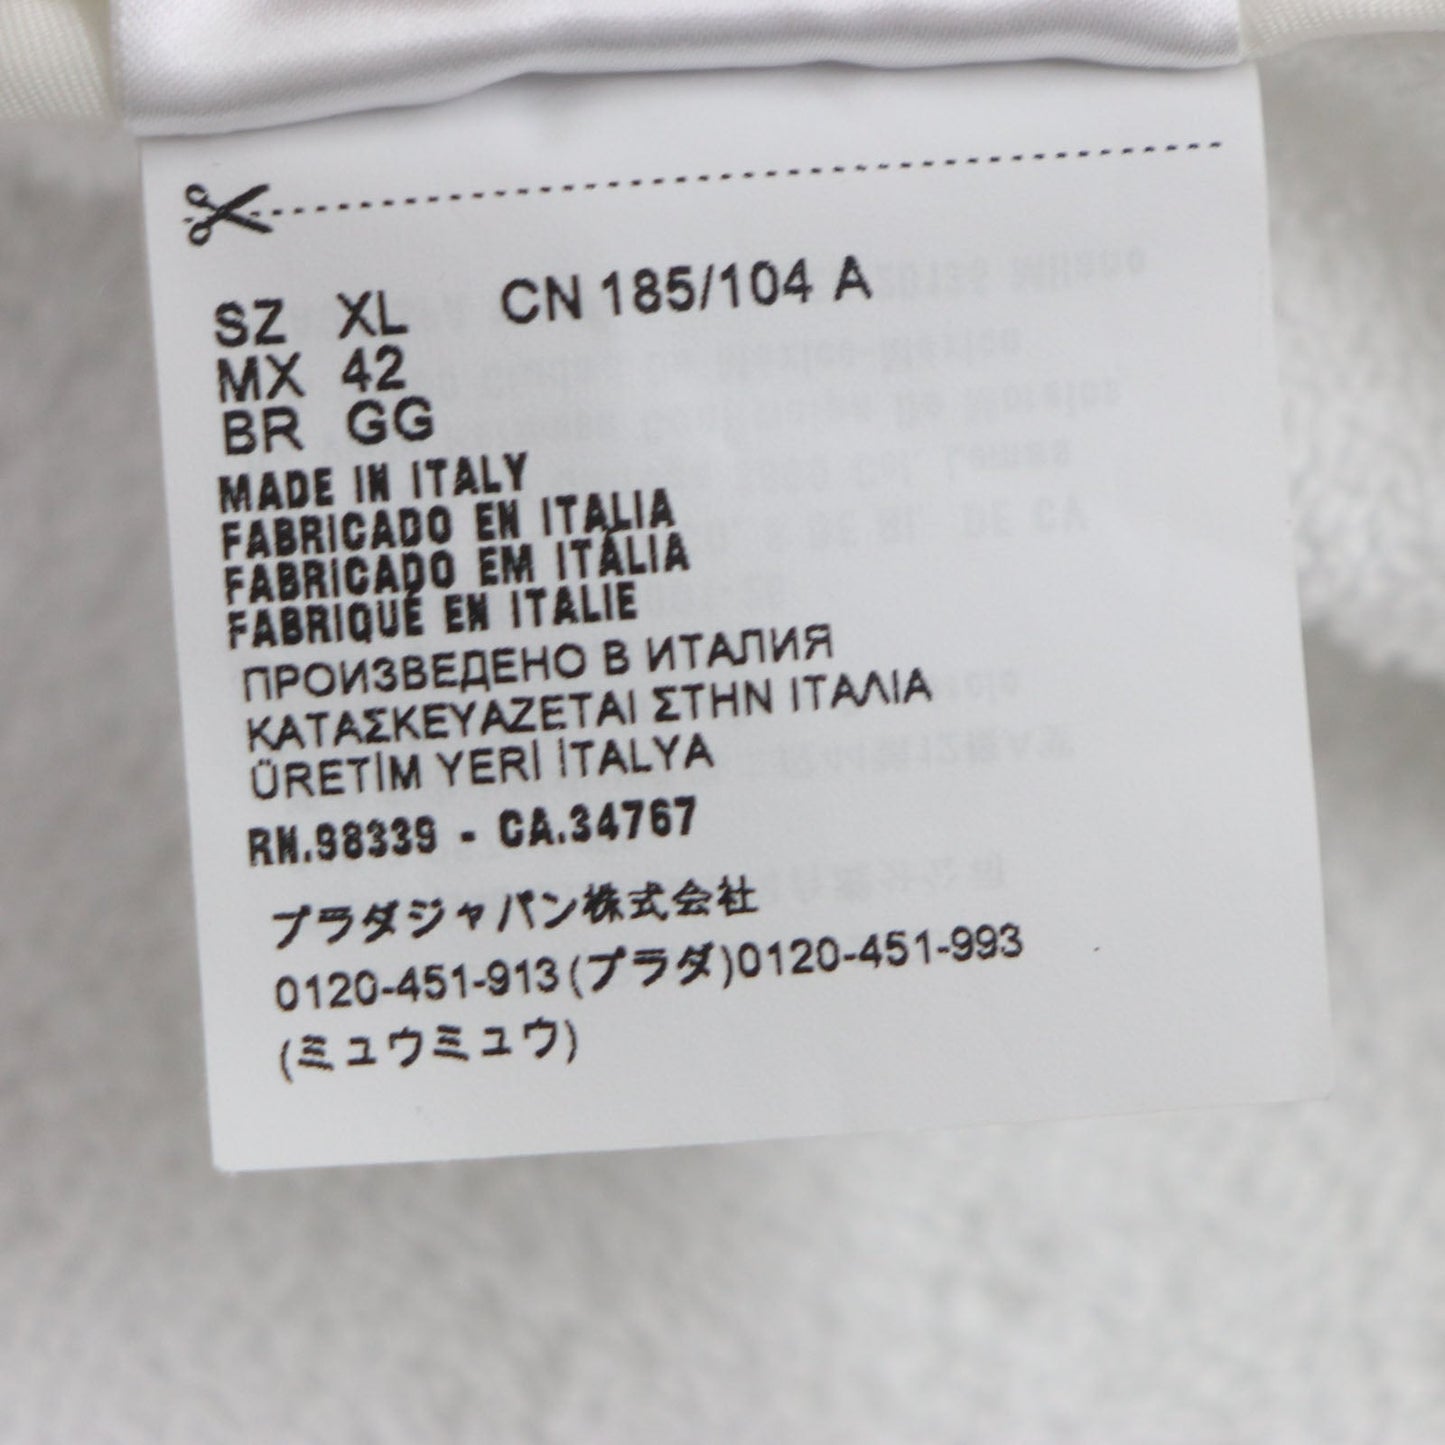 SZ XL CN 185/104 A
MX 42
BR GG
MADE IN ITALY
FABRICADO EN ITALIA
FABRICADO EM ITÁLIA
FABRIQUÉ EN ITALIE
ПРОИЗВЕДЕНО В ИТАЛИЯ
ΚΑΤΑΣΚΕΥΑΖΕΤΑΙ ΣΤΗΝ ΙΤΑΛΙΑ
ÜRETİM YERİ İTALYA
RN.98339 - CA.34767
プラダジャパン株式会社
0120-451-913(プラダ)0120-451-993
(ミュウミュウ)